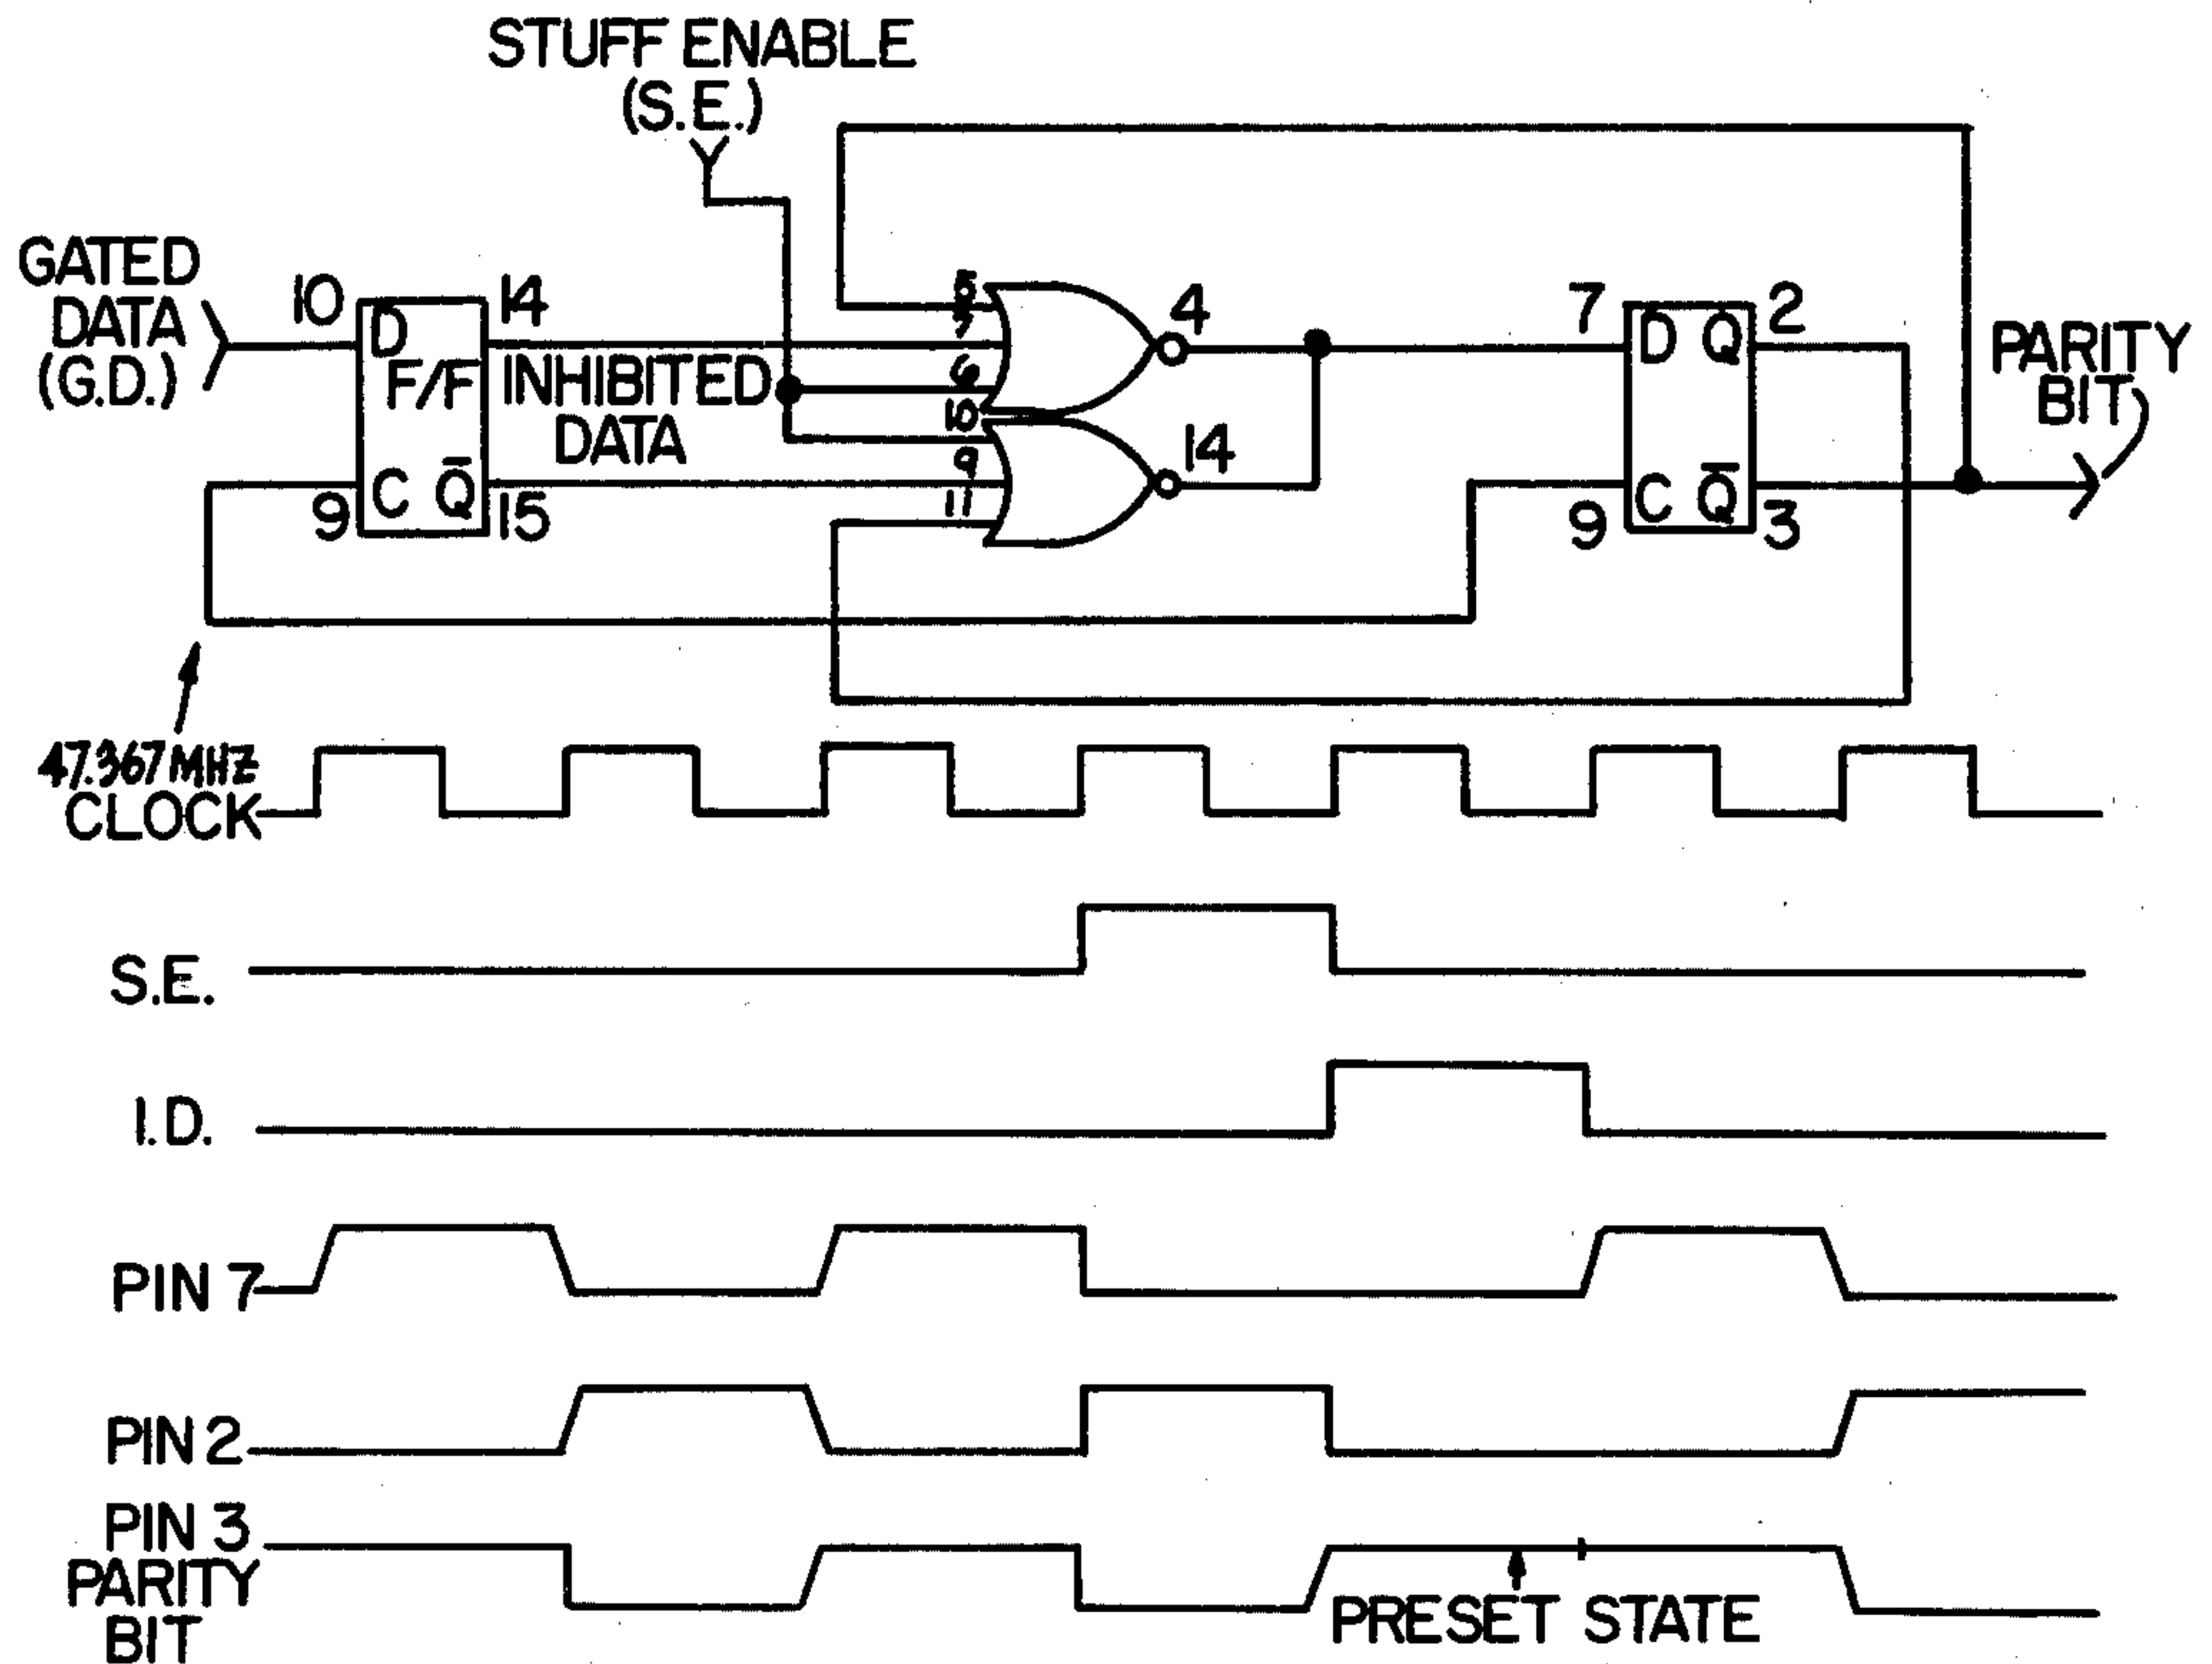 STUFF ENABLE
(S.E.)
GATED
DATA
(G.D.)
10
D
F/F
C Q̅
9
14
15
INHIBITED
DATA
5
7
6
10
9
11
4
14
7
D Q
2
C Q̅
9
3
PARITY
BIT
47.367 MHZ
CLOCK
S.E.
I.D.
PIN 7
PIN 2
PIN 3
PARITY
BIT
PRESET STATE